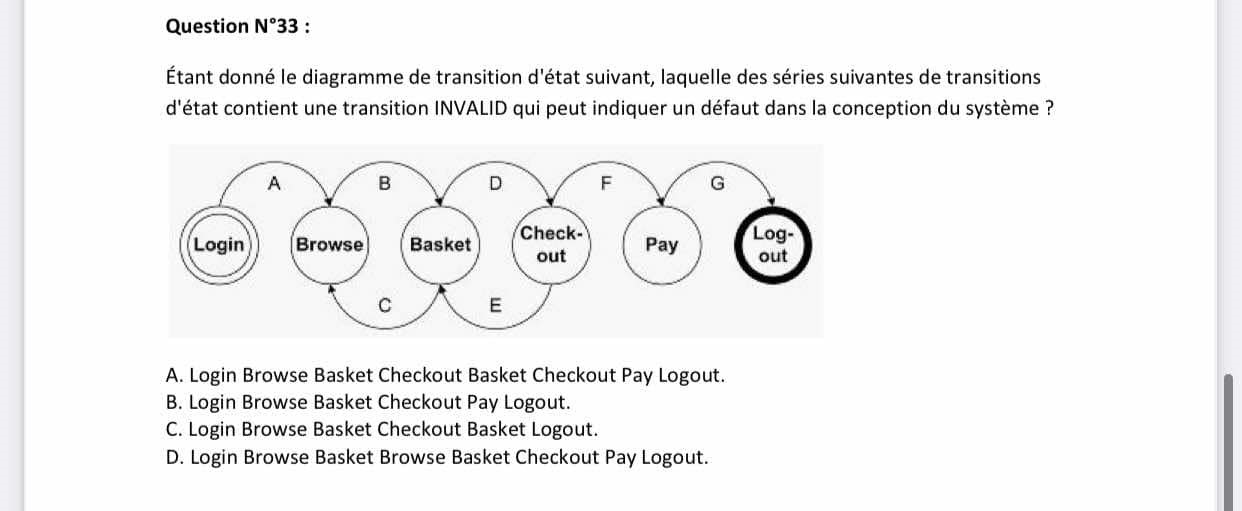 Question N°33 :
Étant donné le diagramme de transition d'état suivant, laquelle des séries suivantes de transitions
d'état contient une transition INVALID qui peut indiquer un défaut dans la conception du système ?
A B D F G
Login Browse Basket Check-out Pay Log-out
C E
A. Login Browse Basket Checkout Basket Checkout Pay Logout.
B. Login Browse Basket Checkout Pay Logout.
C. Login Browse Basket Checkout Basket Logout.
D. Login Browse Basket Browse Basket Checkout Pay Logout.